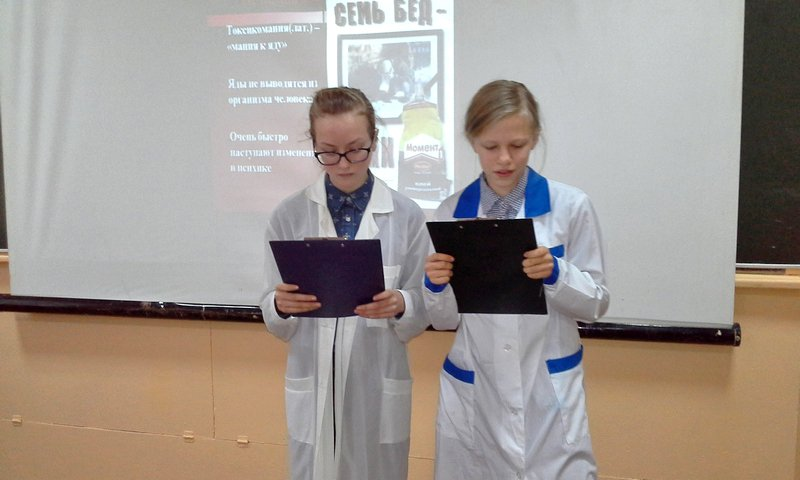 СЕМЬ БЕД -
Токсикомания(лат.) –
«мания к яду»
Яды не выводятся из
организма человека
Очень быстро
наступают изменения
в психике
Момент